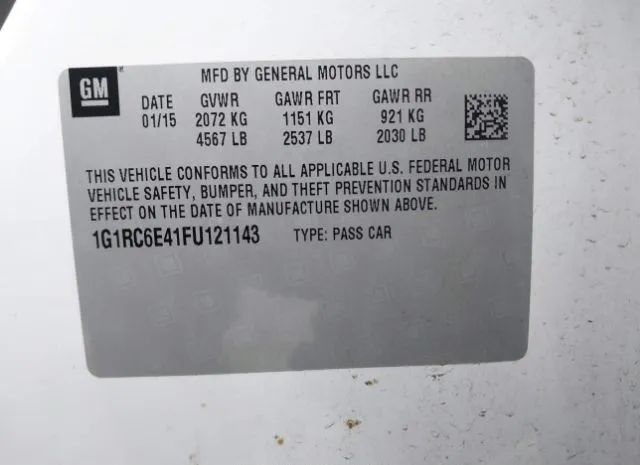 GM
MFD BY GENERAL MOTORS LLC
DATE GVWR GAWR FRT GAWR RR
01/15 2072 KG 1151 KG 921 KG
4567 LB 2537 LB 2030 LB
THIS VEHICLE CONFORMS TO ALL APPLICABLE U.S. FEDERAL MOTOR
VEHICLE SAFETY, BUMPER, AND THEFT PREVENTION STANDARDS IN
EFFECT ON THE DATE OF MANUFACTURE SHOWN ABOVE.
1G1RC6E41FU121143 TYPE: PASS CAR